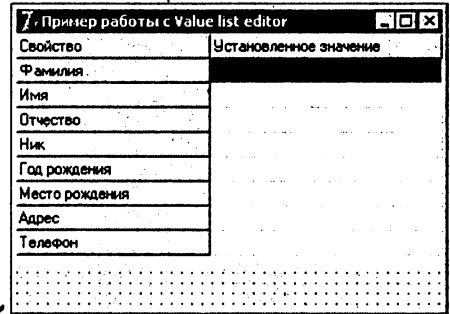 Пример работы с Value list editor
Свойство Установленное значение
Фамилия
Имя
Отчество
Ник
Год рождения
Место рождения
Адрес
Телефон